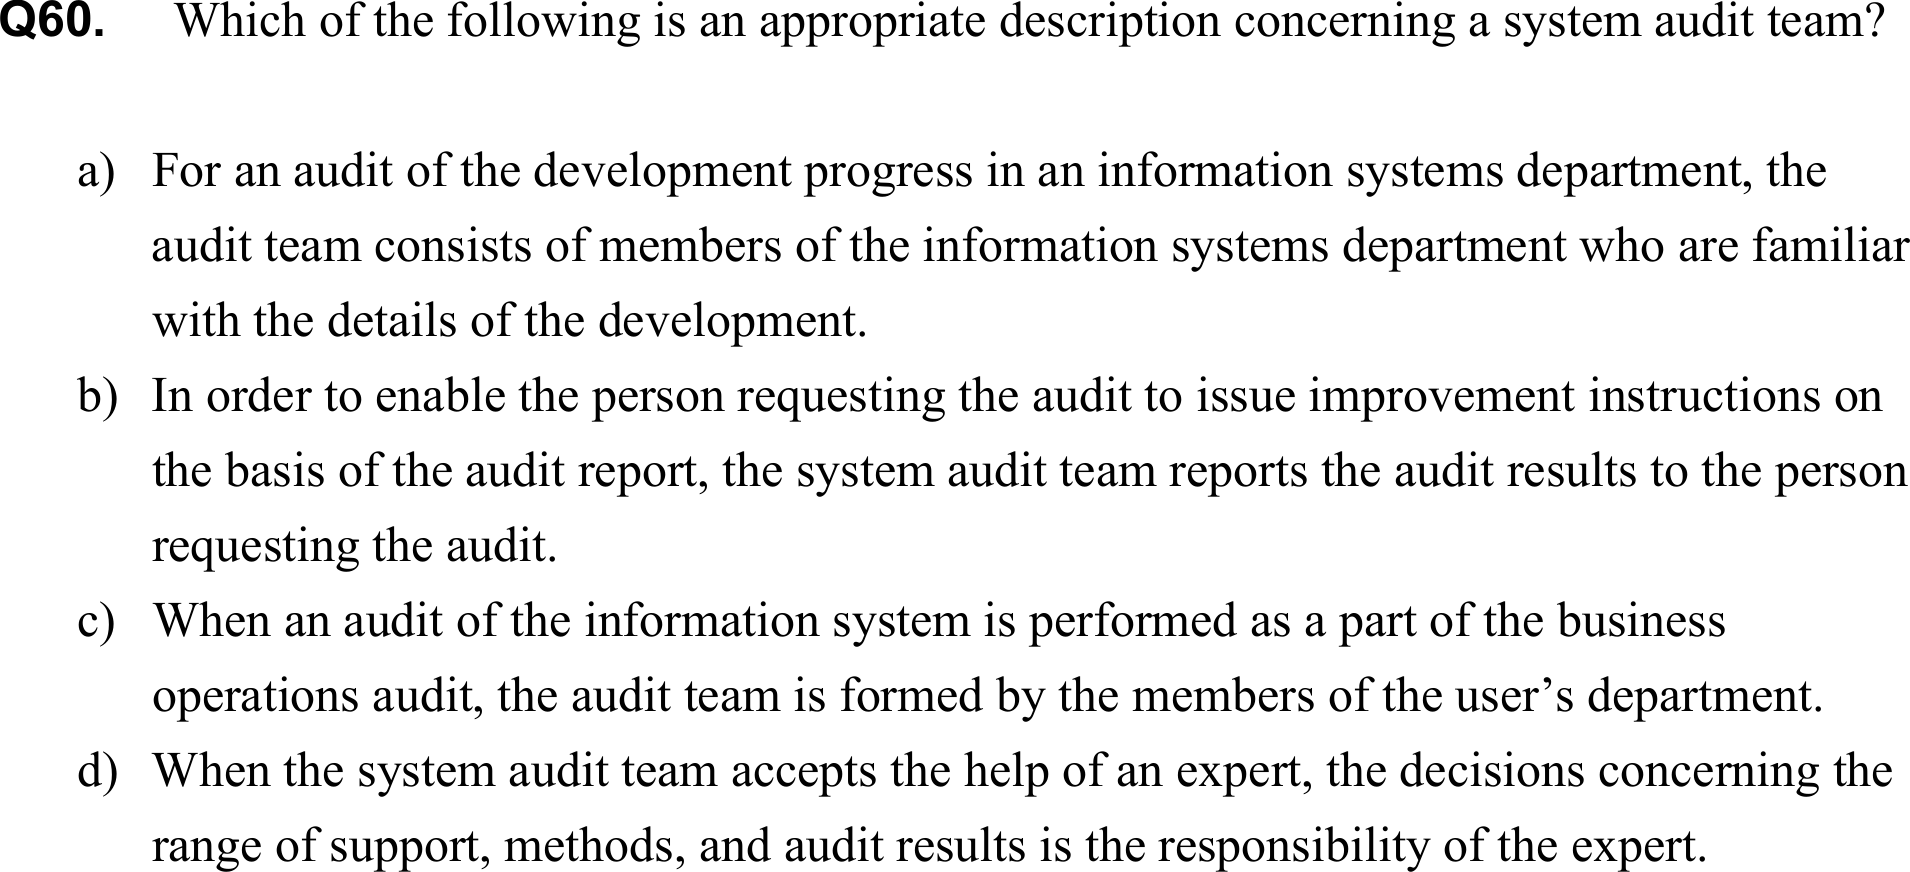 Q60. Which of the following is an appropriate description concerning a system audit team?
a) For an audit of the development progress in an information systems department, the
audit team consists of members of the information systems department who are familiar
with the details of the development.
b) In order to enable the person requesting the audit to issue improvement instructions on
the basis of the audit report, the system audit team reports the audit results to the person
requesting the audit.
c) When an audit of the information system is performed as a part of the business
operations audit, the audit team is formed by the members of the user’s department.
d) When the system audit team accepts the help of an expert, the decisions concerning the
range of support, methods, and audit results is the responsibility of the expert.